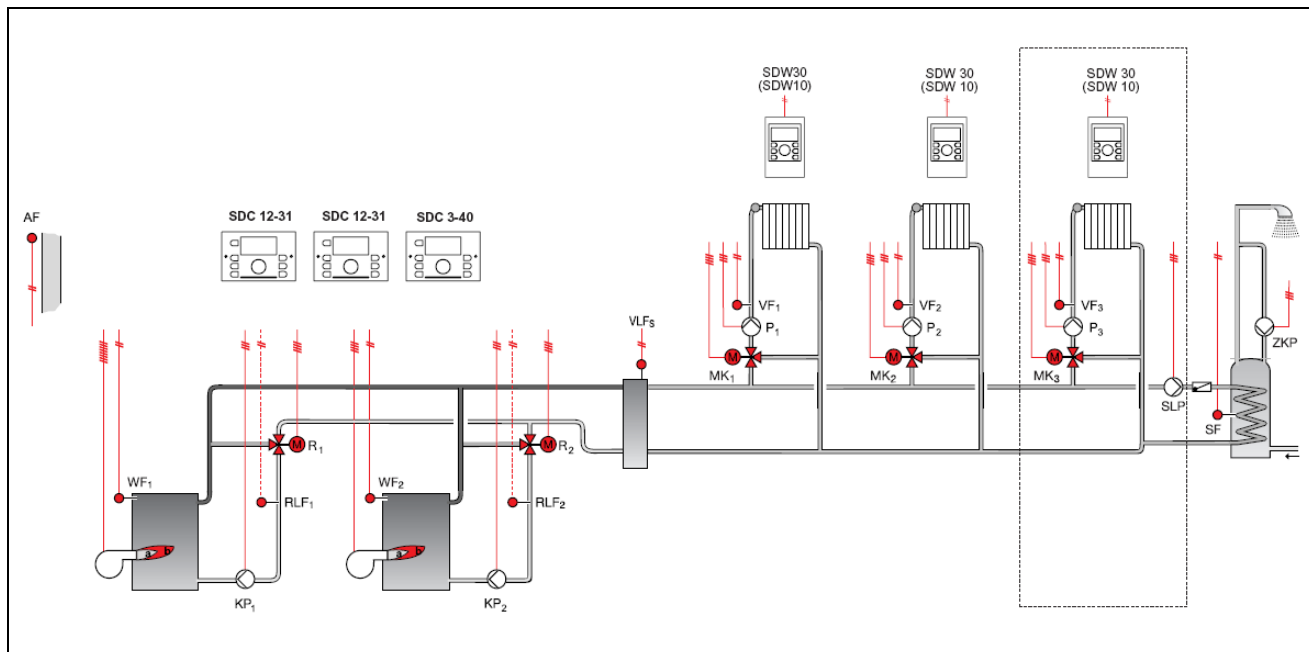 SDW30
(SDW10)
SDW 30
(SDW 10)
SDW 30
(SDW 10)
AF
SDC 12-31
SDC 12-31
SDC 3-40
VF1
VF2
VF3
VLFS
P1
P2
P3
ZKP
M
M
M
MK1
MK2
MK3
SLP
SF
M
R1
M
R2
WF1
RLF1
WF2
RLF2
a
b
a
b
KP1
KP2